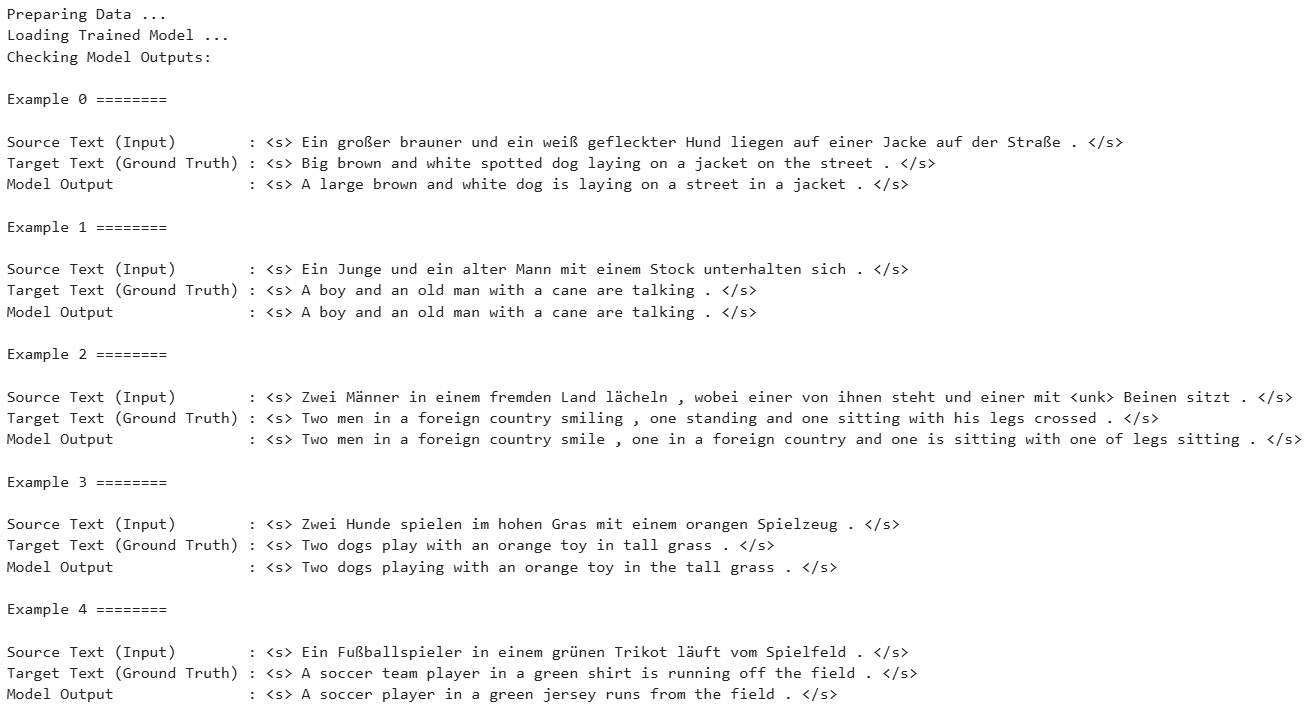 Preparing Data ...
Loading Trained Model ...
Checking Model Outputs:
Example 0 ========
Source Text (Input)        : <s> Ein großer brauner und ein weiß gefleckter Hund liegen auf einer Jacke auf der Straße . </s>
Target Text (Ground Truth) : <s> Big brown and white spotted dog laying on a jacket on the street . </s>
Model Output               : <s> A large brown and white dog is laying on a street in a jacket . </s>
Example 1 ========
Source Text (Input)        : <s> Ein Junge und ein alter Mann mit einem Stock unterhalten sich . </s>
Target Text (Ground Truth) : <s> A boy and an old man with a cane are talking . </s>
Model Output               : <s> A boy and an old man with a cane are talking . </s>
Example 2 ========
Source Text (Input)        : <s> Zwei Männer in einem fremden Land lächeln , wobei einer von ihnen steht und einer mit <unk> Beinen sitzt . </s>
Target Text (Ground Truth) : <s> Two men in a foreign country smiling , one standing and one sitting with his legs crossed . </s>
Model Output               : <s> Two men in a foreign country smile , one in a foreign country and one is sitting with one of legs sitting . </s>
Example 3 ========
Source Text (Input)        : <s> Zwei Hunde spielen im hohen Gras mit einem orangen Spielzeug . </s>
Target Text (Ground Truth) : <s> Two dogs play with an orange toy in tall grass . </s>
Model Output               : <s> Two dogs playing with an orange toy in the tall grass . </s>
Example 4 ========
Source Text (Input)        : <s> Ein Fußballspieler in einem grünen Trikot läuft vom Spielfeld . </s>
Target Text (Ground Truth) : <s> A soccer team player in a green shirt is running off the field . </s>
Model Output               : <s> A soccer player in a green jersey runs from the field . </s>